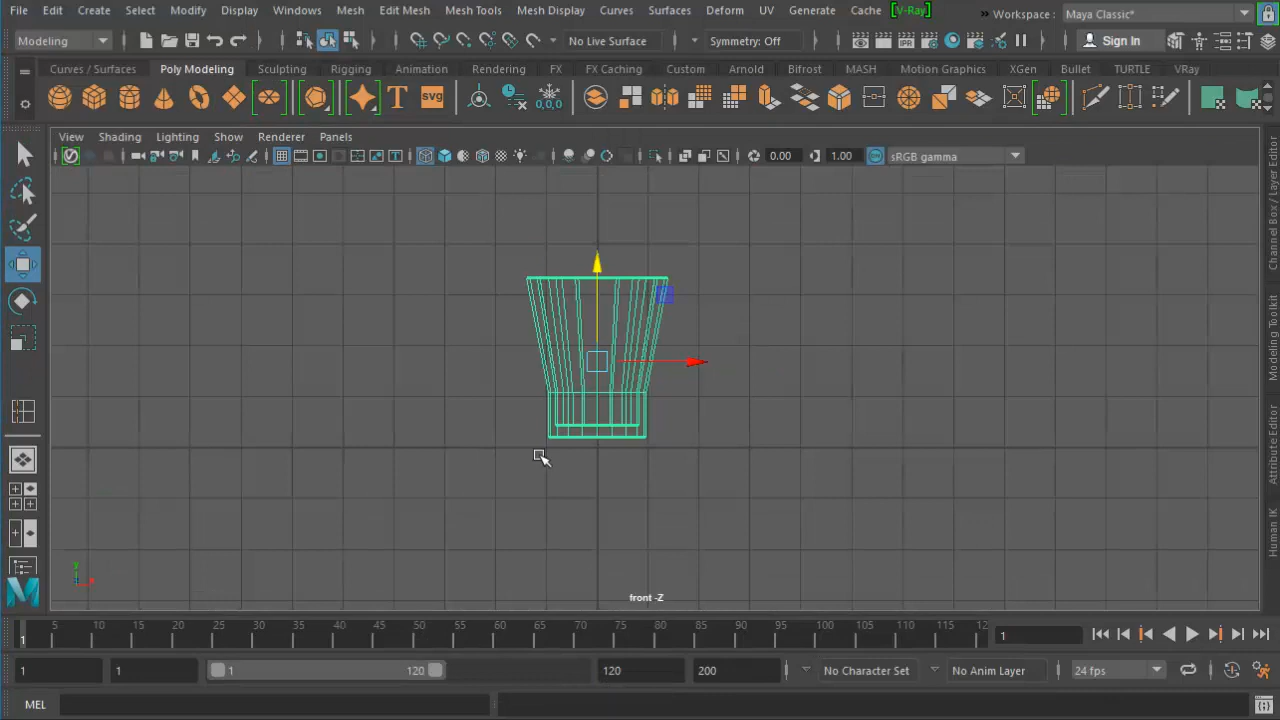 File Edit Create Select Modify Display Windows Mesh Edit Mesh Mesh Tools Mesh Display Curves Surfaces Deform UV Generate Cache [V-Ray] » Workspace : Maya Classic*
Modeling No Live Surface Symmetry: Off Sign In
Curves / Surfaces Poly Modeling Sculpting Rigging Animation Rendering FX FX Caching Custom Arnold Bifrost MASH Motion Graphics XGen Bullet TURTLE VRay
T svg 0,0,0
View Shading Lighting Show Renderer Panels
0.00 1.00 sRGB gamma
Channel Box / Layer Editor
Modeling Toolkit
Attribute Editor
Human IK
y
x
front -Z
5 10 15 20 25 30 35 40 45 50 55 60 65 70 75 80 85 90 95 100 105 110 115 12
1 1
1 1 1 120 120 200 No Character Set No Anim Layer 24 fps
MEL